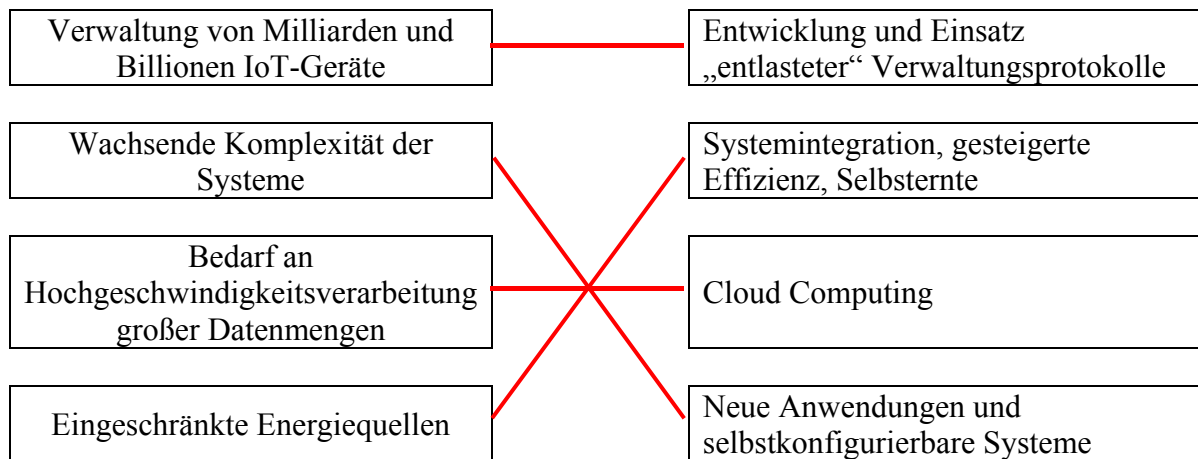 Verwaltung von Milliarden und
Billionen IoT-Geräte
Entwicklung und Einsatz
„entlasteter“ Verwaltungsprotokolle
Wachsende Komplexität der
Systeme
Systemintegration, gesteigerte
Effizienz, Selbsternte
Bedarf an
Hochgeschwindigkeitsverarbeitung
großer Datenmengen
Cloud Computing
Eingeschränkte Energiequellen
Neue Anwendungen und
selbstkonfigurierbare Systeme